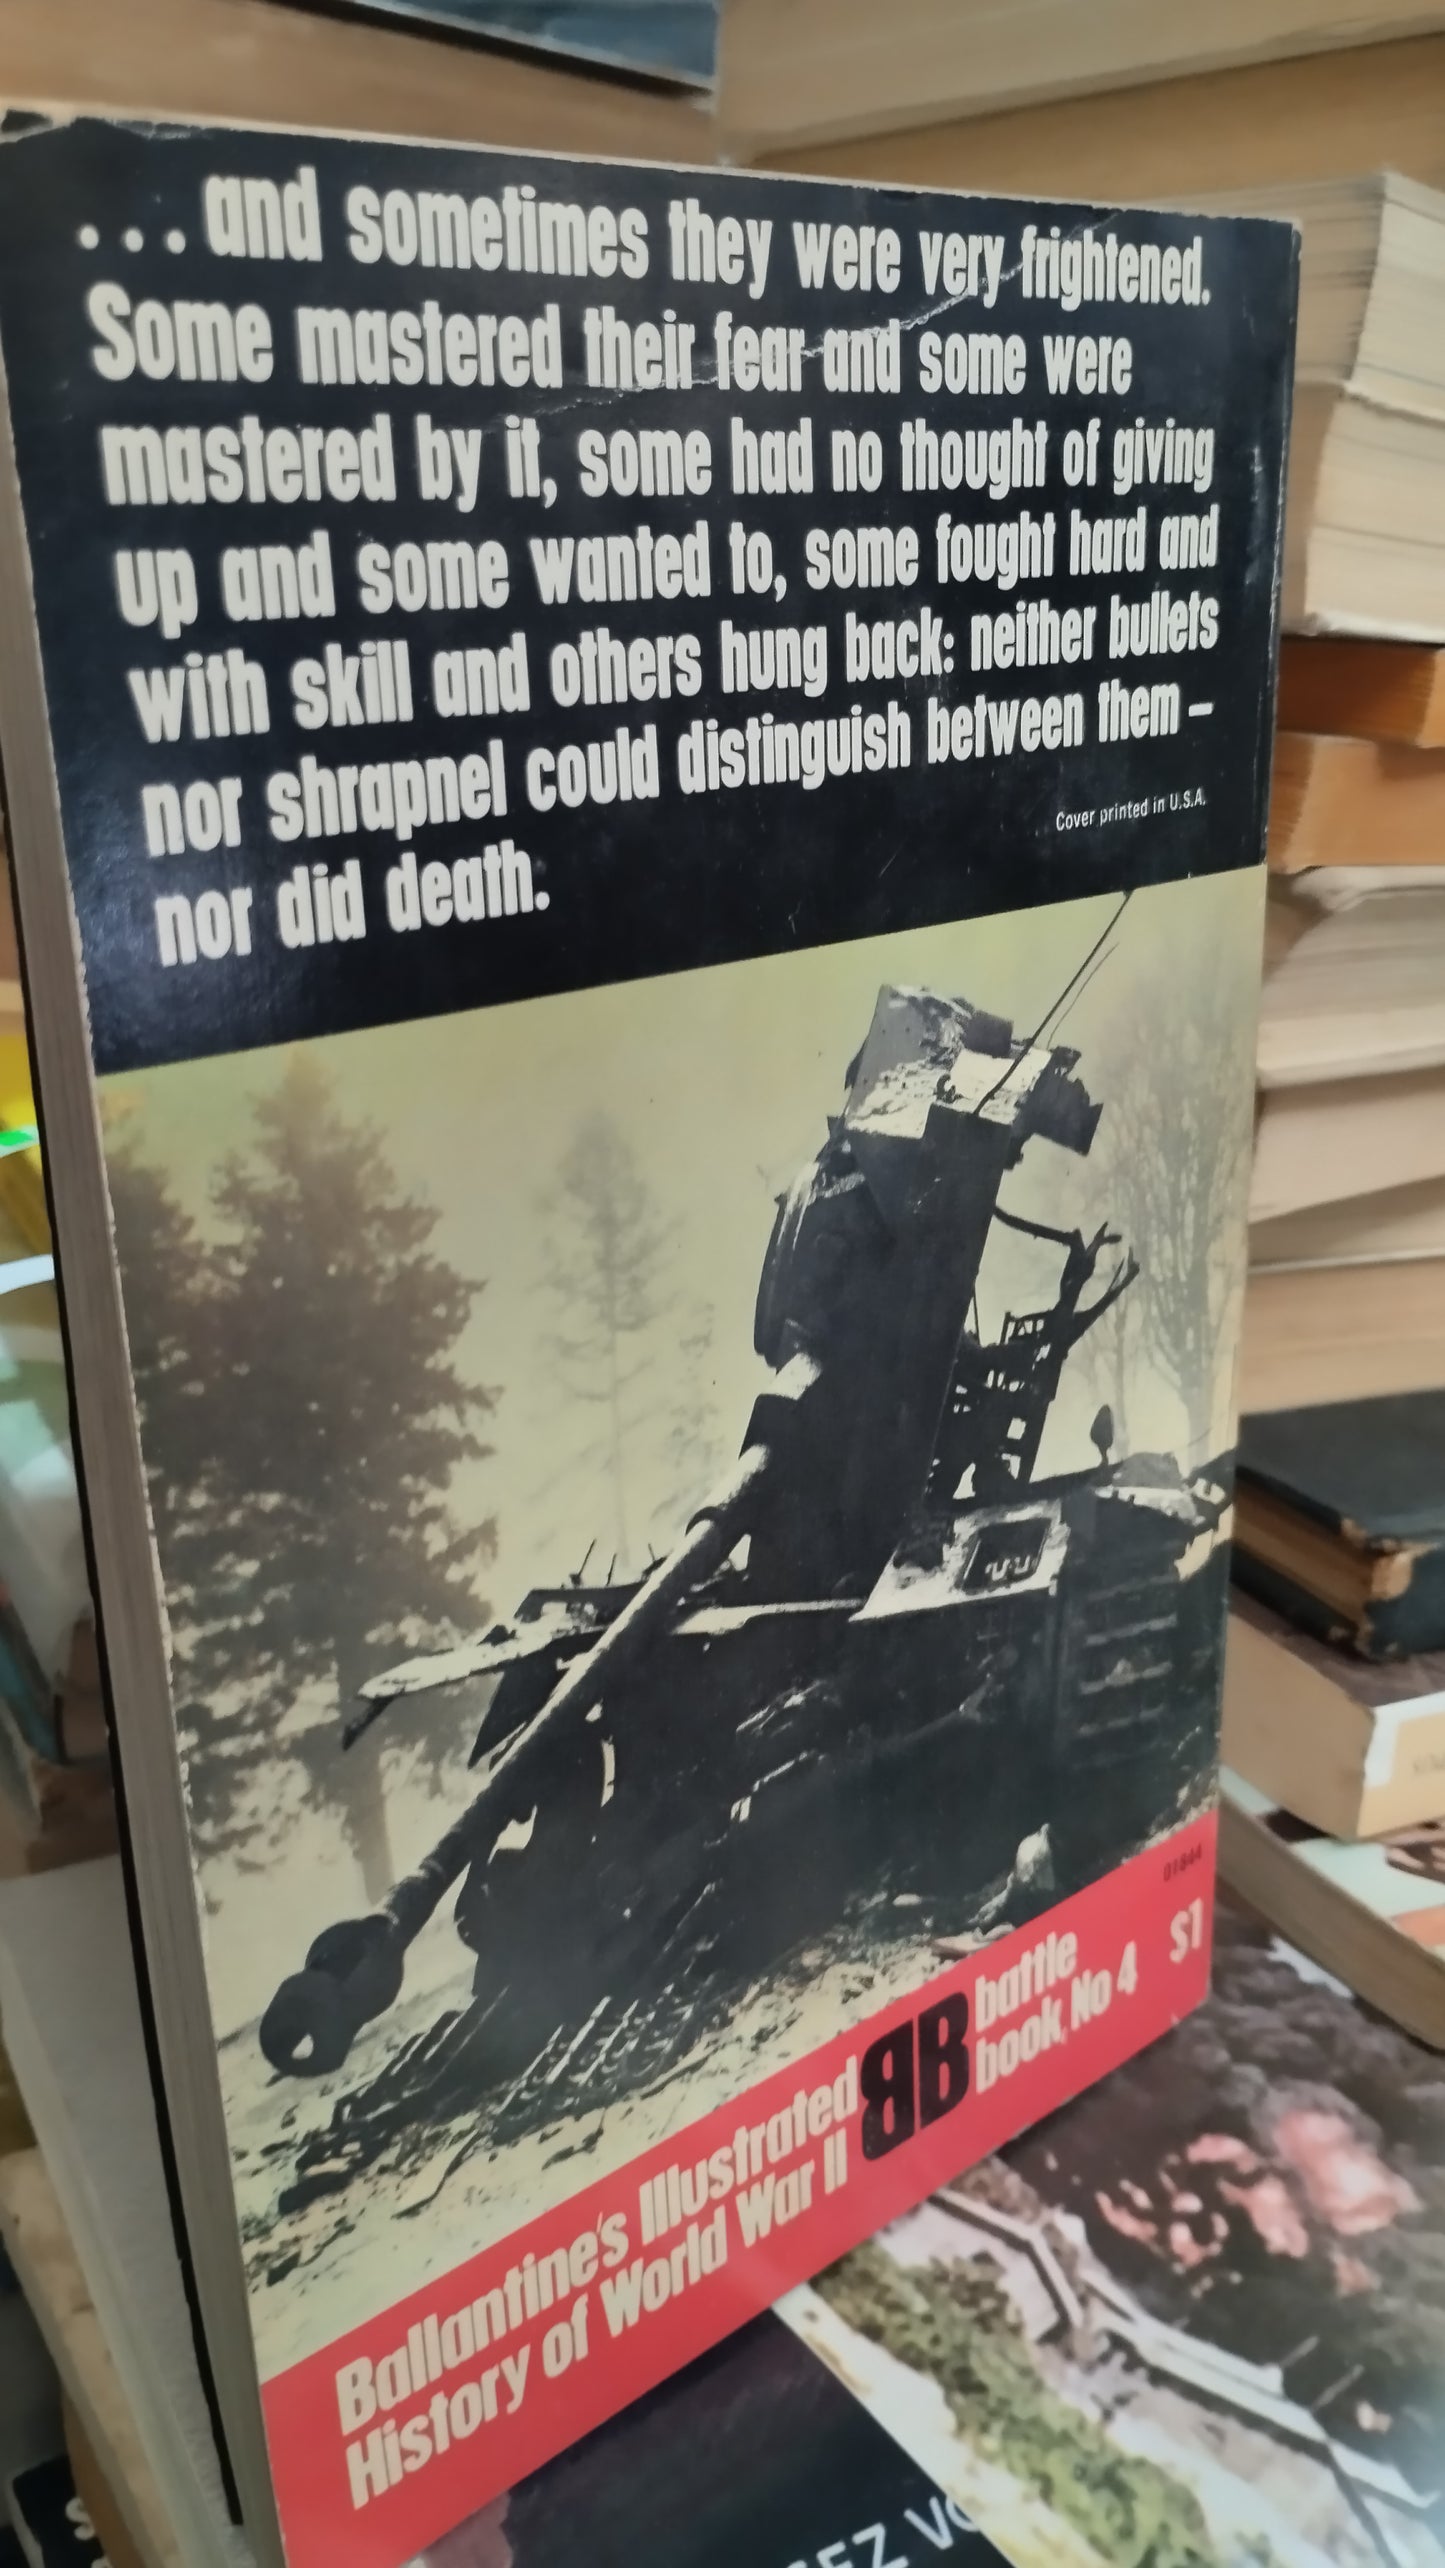 ...and sometimes they were very frightened.
Some mastered their fear and some were
mastered by it, some had no thought of giving
up and some wanted to, some fought hard and
with skill and others hung back: neither bullets
nor shrapnel could distinguish between them –
nor did death.
Cover printed in U.S.A.
01844
$1
Ballantine's Illustrated
History of World War II
BB
battle
book, No 4
EZ VO